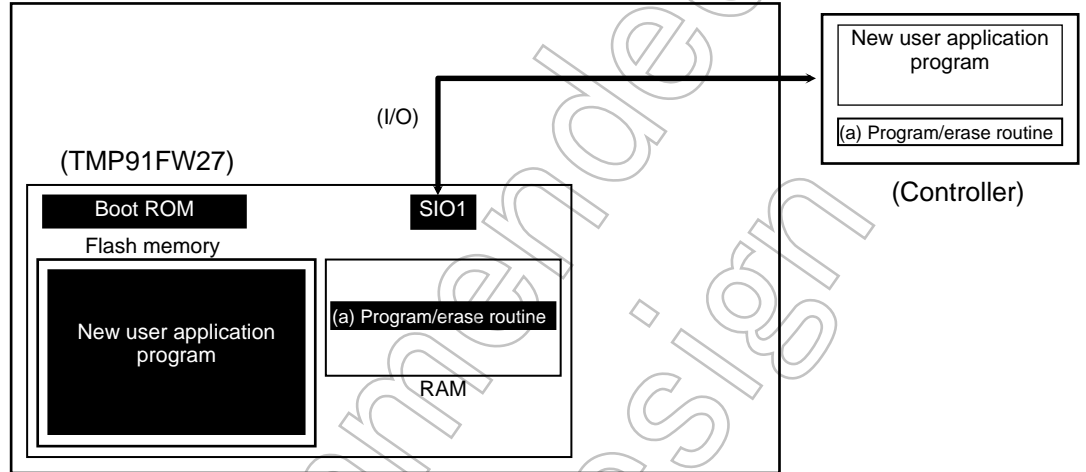 New user application
program
(I/O)
(a) Program/erase routine
(TMP91FW27)
(Controller)
Boot ROM
SIO1
Flash memory
New user application
program
(a) Program/erase routine
RAM